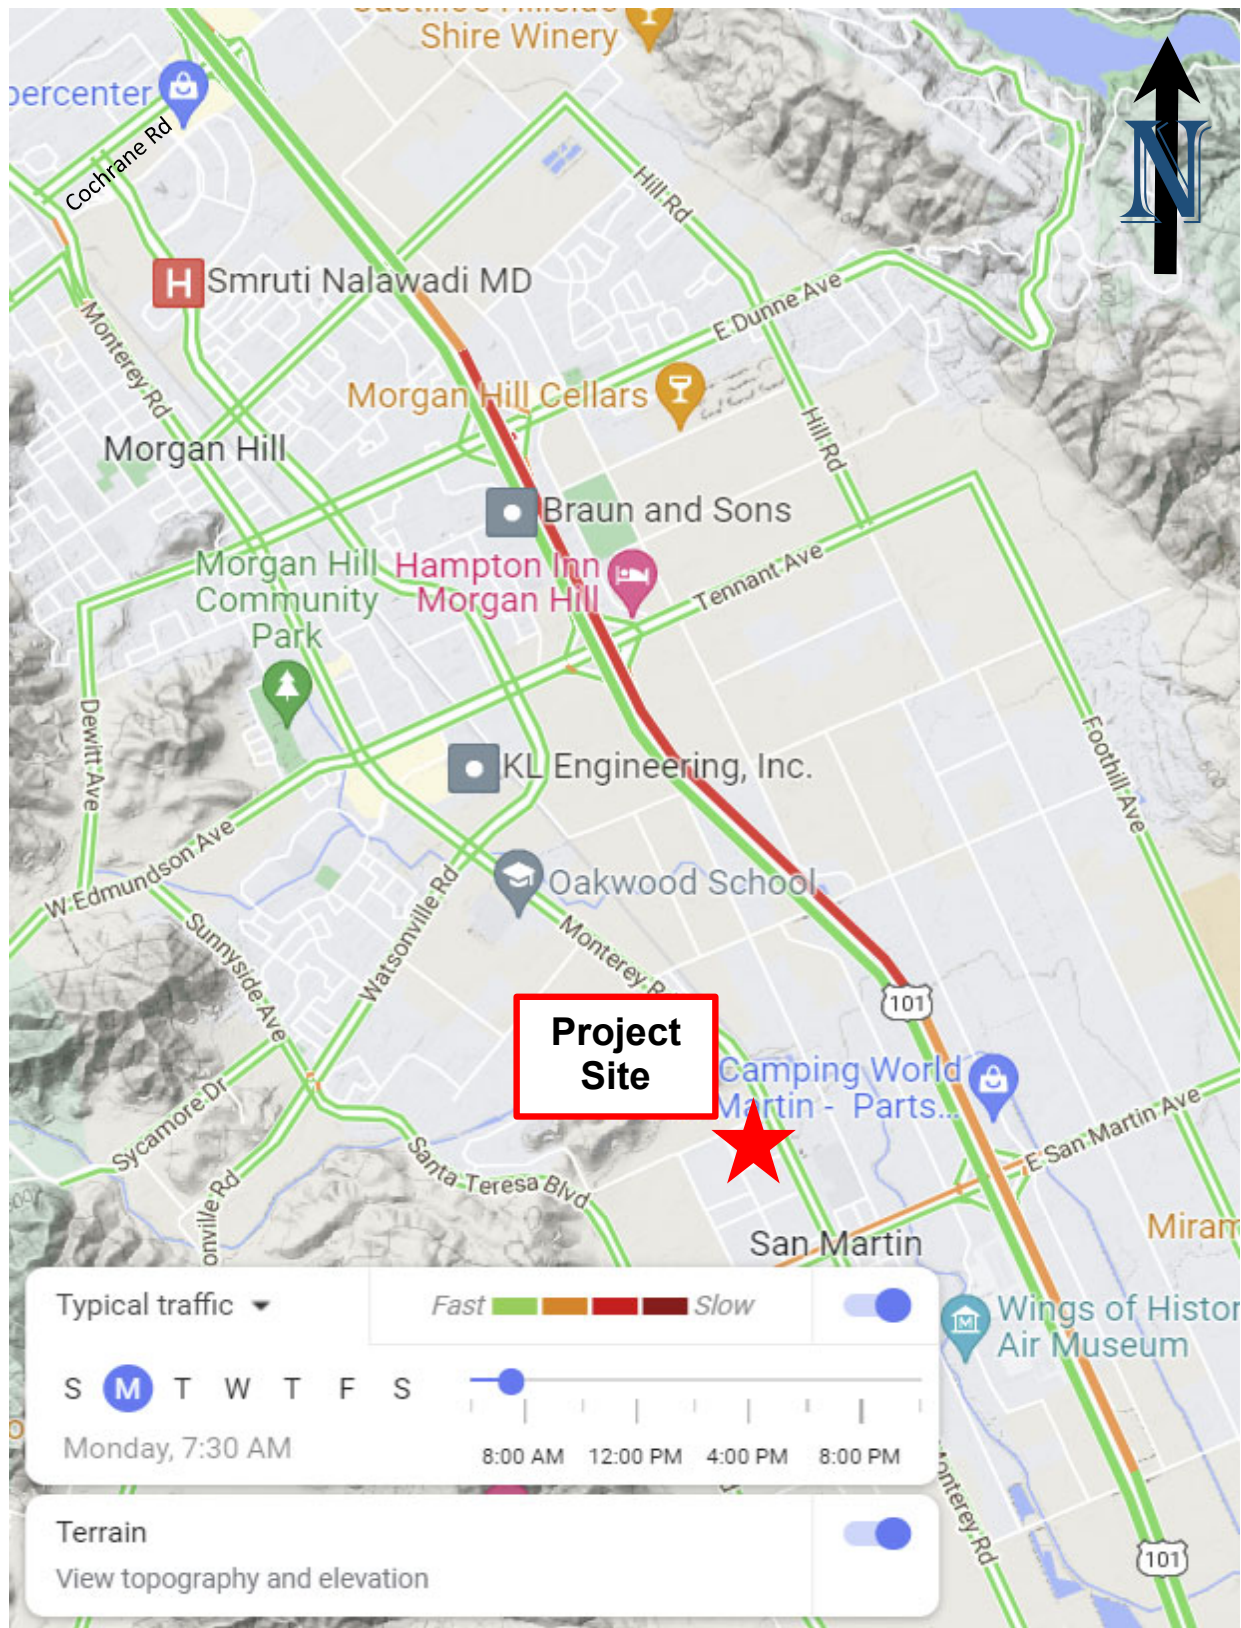 Shire Winery
Cochrane Rd
N
Hill Rd
H
Smruti Nalawadi MD
E Dunne Ave
Monterey Rd
Morgan Hill Cellars
Morgan Hill
Hill Rd
Braun and Sons
Morgan Hill
Community
Park
Hampton Inn
Morgan Hill
Tennant Ave
Dewitt Ave
Foothill Ave
KL Engineering, Inc.
W Edmundson Ave
Oakwood School
Sunnyside Ave
Watsonville Rd
Monterey R
101
Project
Site
Camping World
Martin - Parts...
Sycamore Dr
Santa Teresa Blvd
E San Martin Ave
onville Rd
San Martin
Miram
Wings of Histor
Air Museum
Typical traffic
Fast
Slow
S M T W T F S
Monday, 7:30 AM
8:00 AM 12:00 PM 4:00 PM 8:00 PM
onterey Rd
101
Terrain
View topography and elevation